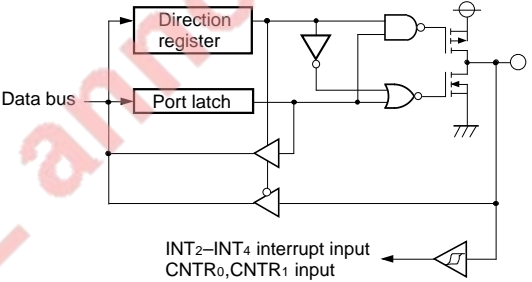 Direction
register
Data bus
Port latch
INT2–INT4 interrupt input
CNTR0,CNTR1 input